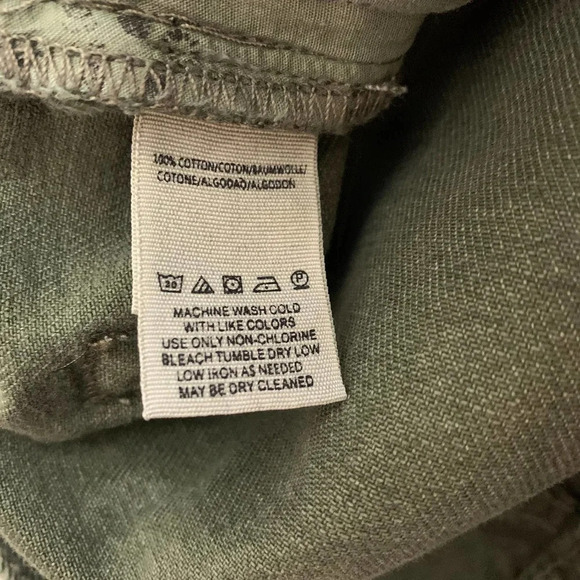 100% COTTON/COTON/BAUMWOLLE/
COTONE/ALGODAO/ALGODON
30 P
MACHINE WASH COLD
WITH LIKE COLORS
USE ONLY NON-CHLORINE
BLEACH TUMBLE DRY LOW
LOW IRON AS NEEDED
MAY BE DRY CLEANED